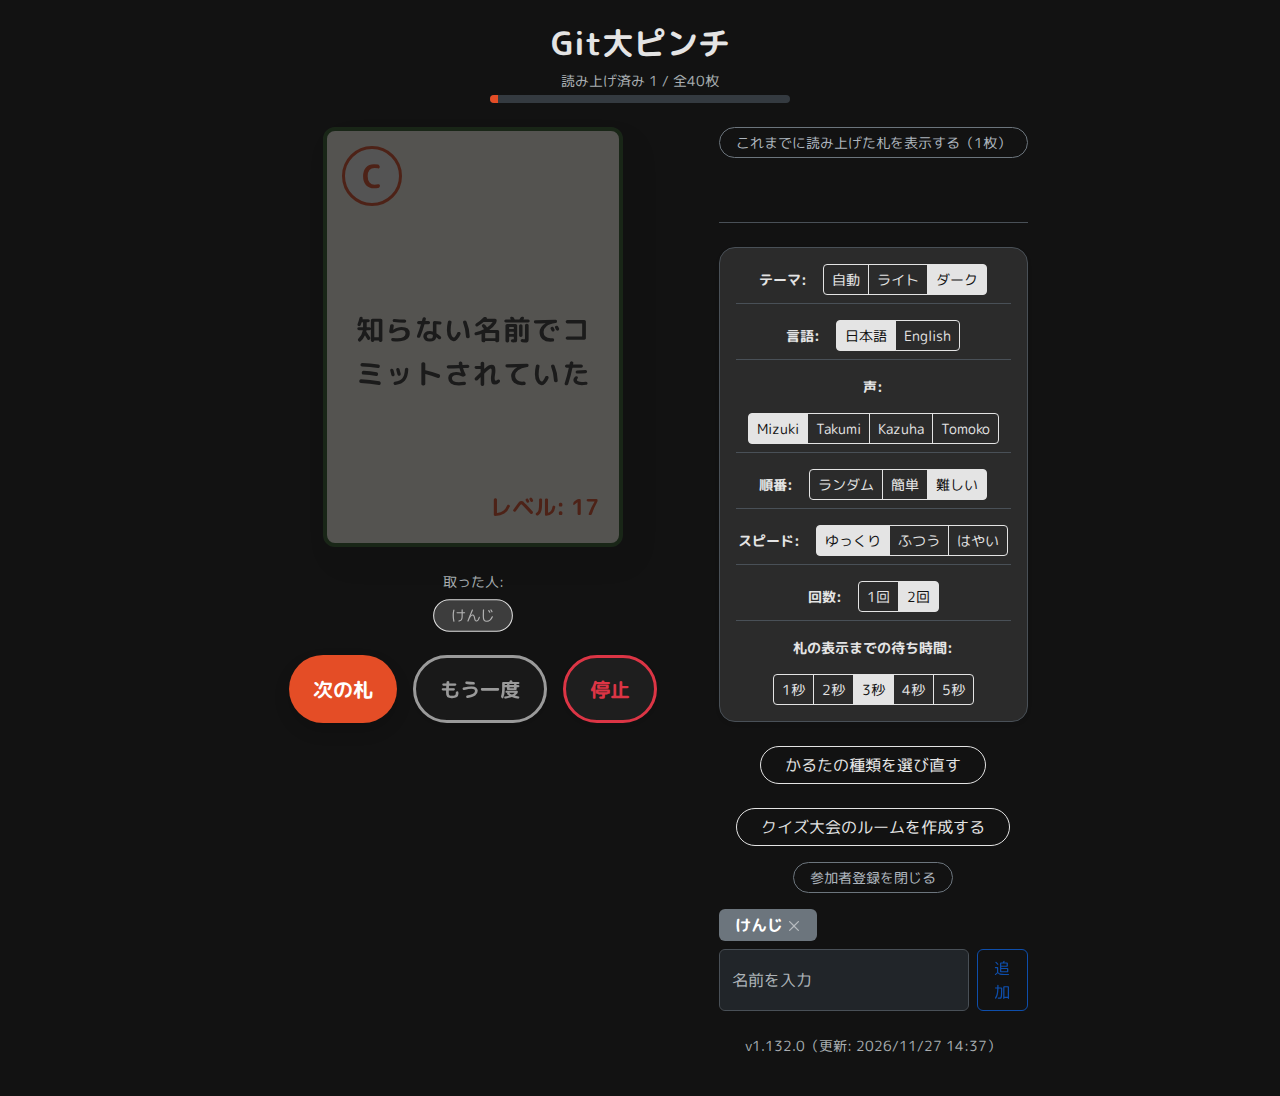 Git大ピンチ
読み上げ済み 1 / 全40枚
C
知らない名前でコ
ミットされていた
レベル: 17
取った人:
けんじ
次の札
もう一度
停止
これまでに読み上げた札を表示する（1枚）
テーマ: 自動 ライト ダーク
言語: 日本語 English
声:
Mizuki Takumi Kazuha Tomoko
順番: ランダム 簡単 難しい
スピード: ゆっくり ふつう はやい
回数: 1回 2回
札の表示までの待ち時間:
1秒 2秒 3秒 4秒 5秒
かるたの種類を選び直す
クイズ大会のルームを作成する
参加者登録を閉じる
けんじ ×
名前を入力
追
加
v1.132.0（更新: 2026/11/27 14:37）